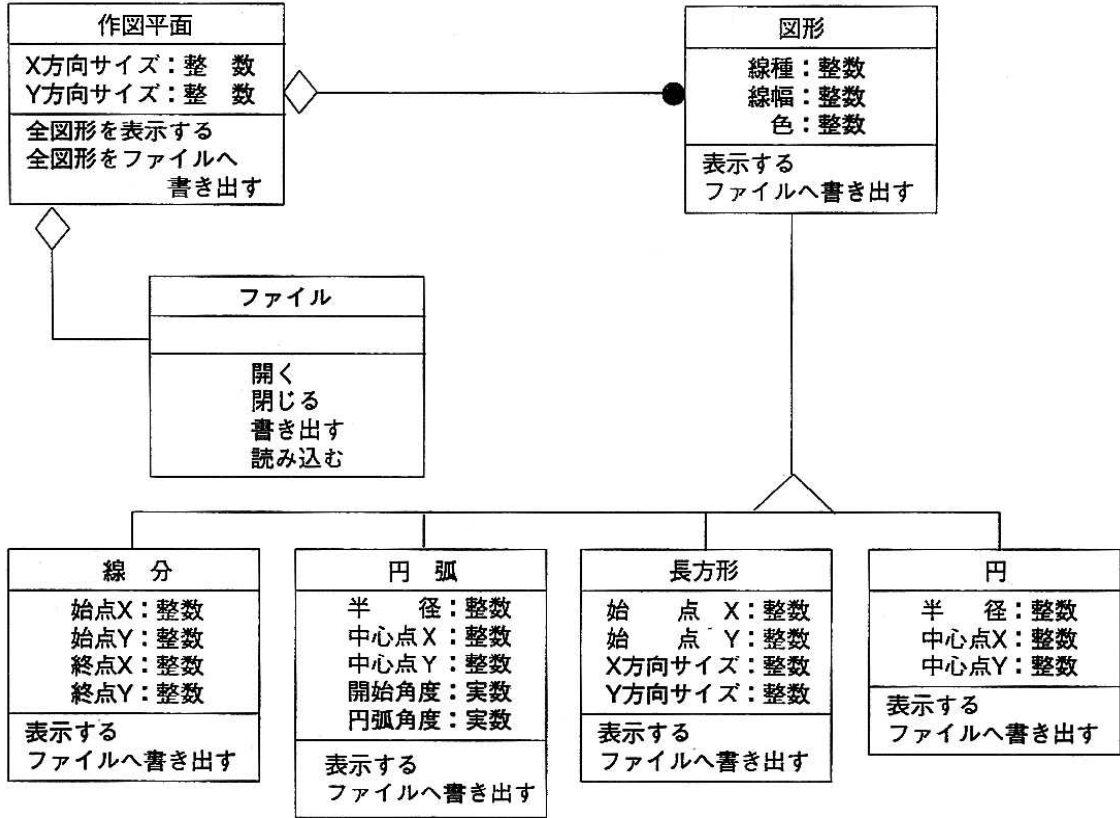 作図平面
X方向サイズ：整　数
Y方向サイズ：整　数
全図形を表示する
全図形をファイルへ
書き出す
図形
線種：整数
線幅：整数
色：整数
表示する
ファイルへ書き出す
ファイル
開く
閉じる
書き出す
読み込む
線　分
始点X：整数
始点Y：整数
終点X：整数
終点Y：整数
表示する
ファイルへ書き出す
円　弧
半　　径：整数
中心点X：整数
中心点Y：整数
開始角度：実数
円弧角度：実数
表示する
ファイルへ書き出す
長方形
始　　点　X：整数
始　　点　Y：整数
X方向サイズ：整数
Y方向サイズ：整数
表示する
ファイルへ書き出す
円
半　　径：整数
中心点X：整数
中心点Y：整数
表示する
ファイルへ書き出す